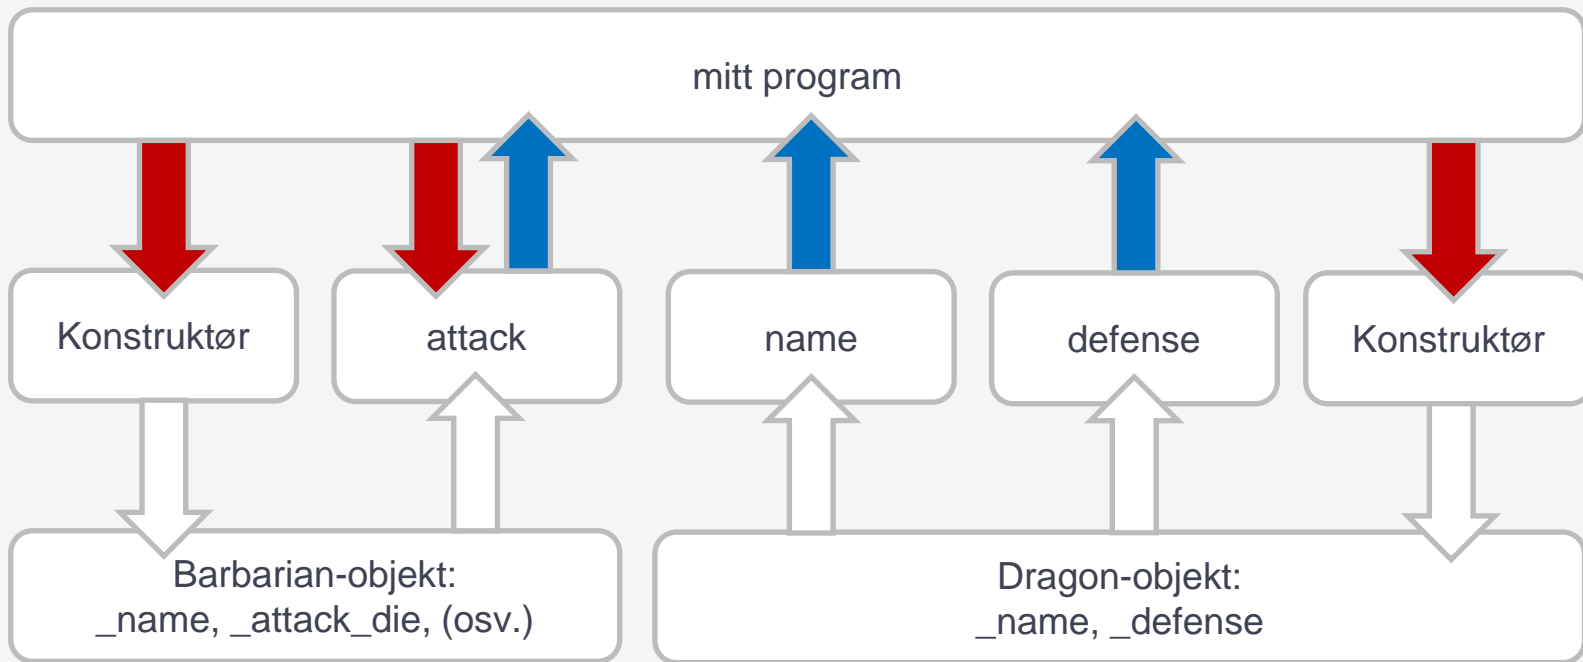 mitt program
Konstruktør
attack
name
defense
Konstruktør
Barbarian-objekt:
_name, _attack_die, (osv.)
Dragon-objekt:
_name, _defense